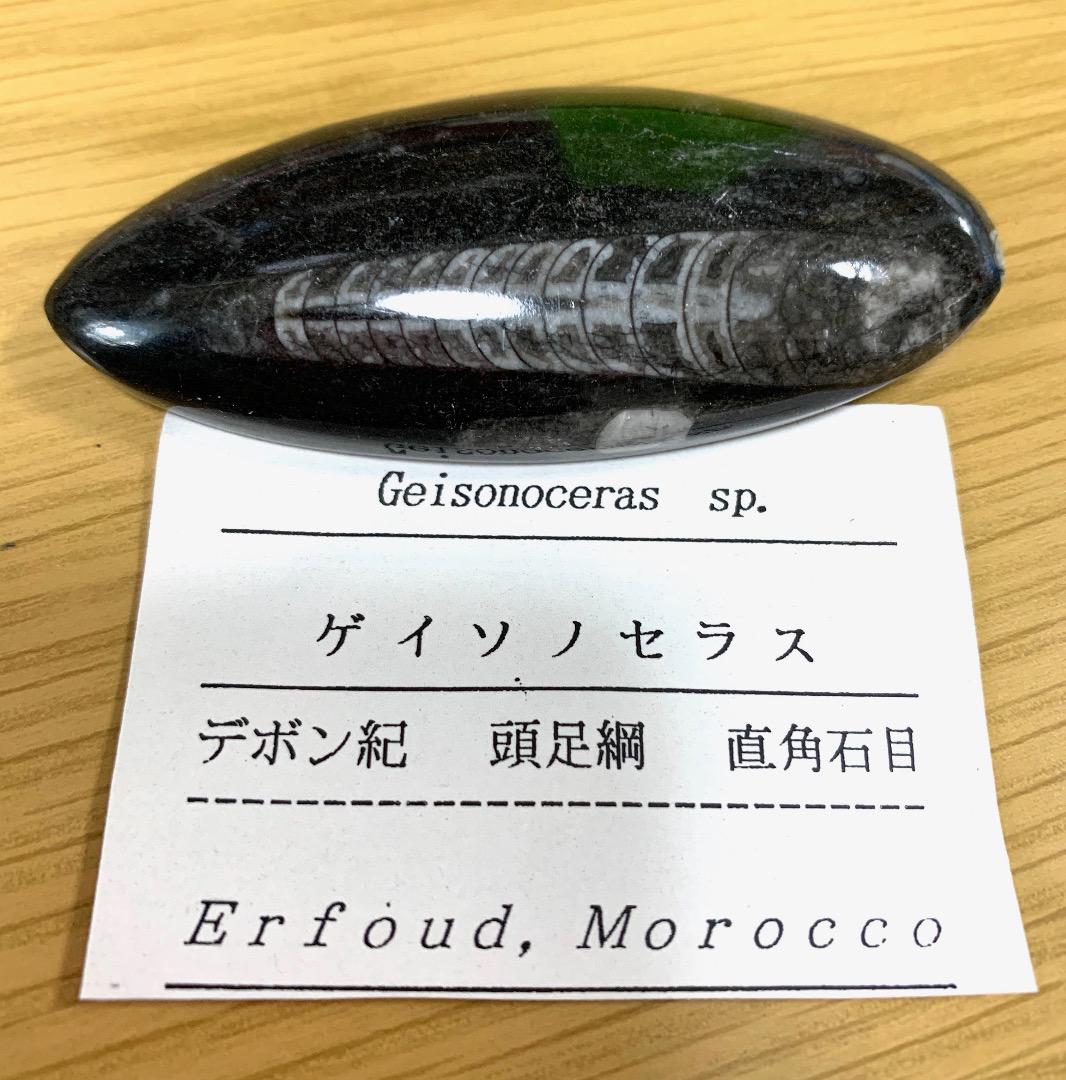 Geisonoceras sp.
ゲイソノセラス
デボン紀 頭足綱 直角石目
Erfoud, Morocco